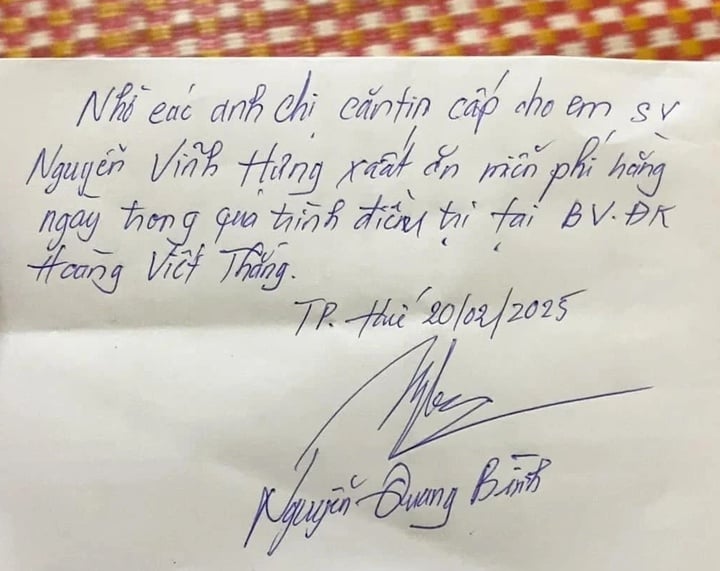 Nhờ các anh chị căntin cấp cho em SV
Nguyễn Vĩnh Hưng xuất ăn miễn phí hằng
ngày trong quá trình điều trị tại BV.ĐK
Hoàng Viết Thắng.
TP. Huế 20/02/2025
Nguyễn Quang Bình